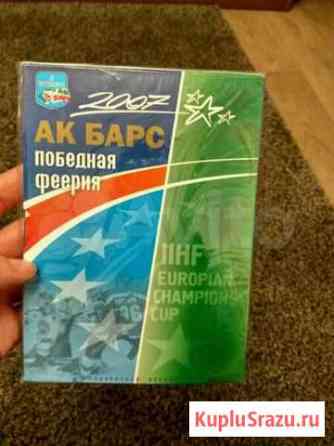 2007
АК БАРС
победная
феерия
IIHF
EUROPIAN
CHAMPIONS
CUP
KupluSrazu.ru